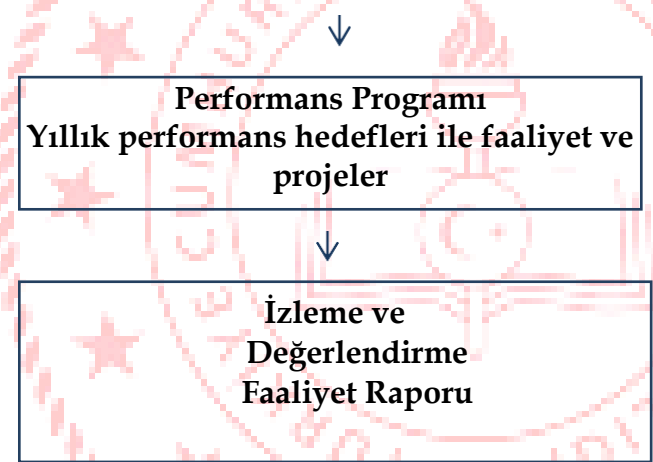 Performans Programı
Yıllık performans hedefleri ile faaliyet ve
projeler
İzleme ve
Değerlendirme
Faaliyet Raporu